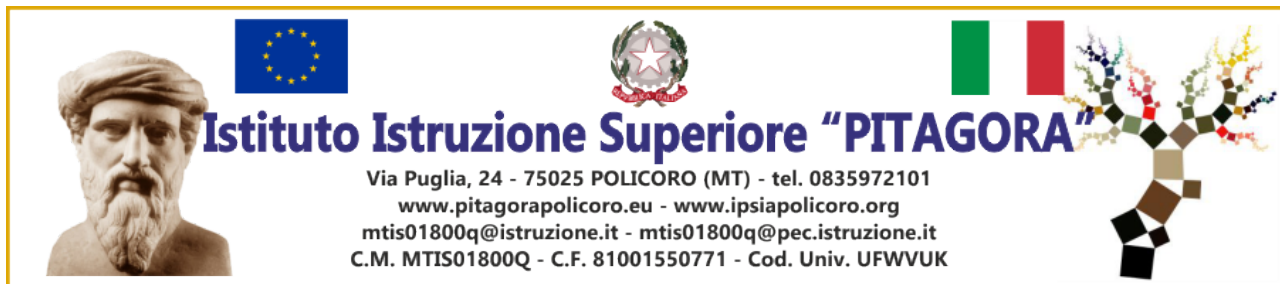 Istituto Istruzione Superiore “PITAGORA”
Via Puglia, 24 - 75025 POLICORO (MT) - tel. 0835972101
www.pitagorapolicoro.eu - www.ipsiapolicoro.org
mtis01800q@istruzione.it - mtis01800q@pec.istruzione.it
C.M. MTIS01800Q - C.F. 81001550771 - Cod. Univ. UFWVUK